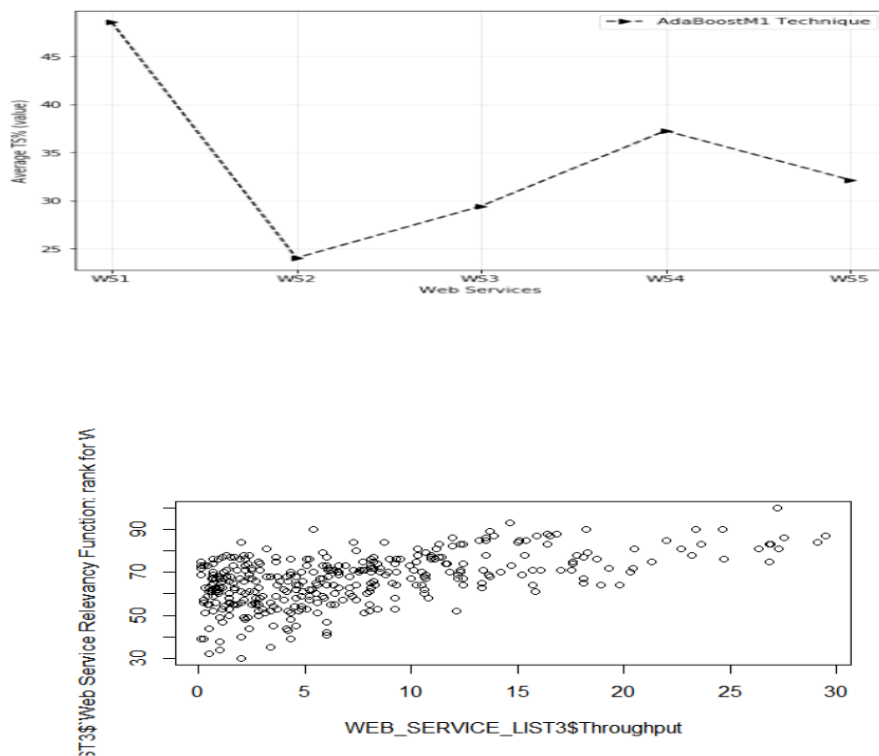 AdaBoostM1 Technique
Average TS% (value)
45
40
35
30
25
WS1 WS2 WS3 WS4 WS5
Web Services
ST3$`Web Service Relevancy Function: rank for
90
70
50
30
0 5 10 15 20 25 30
WEB_SERVICE_LIST3$Throughput